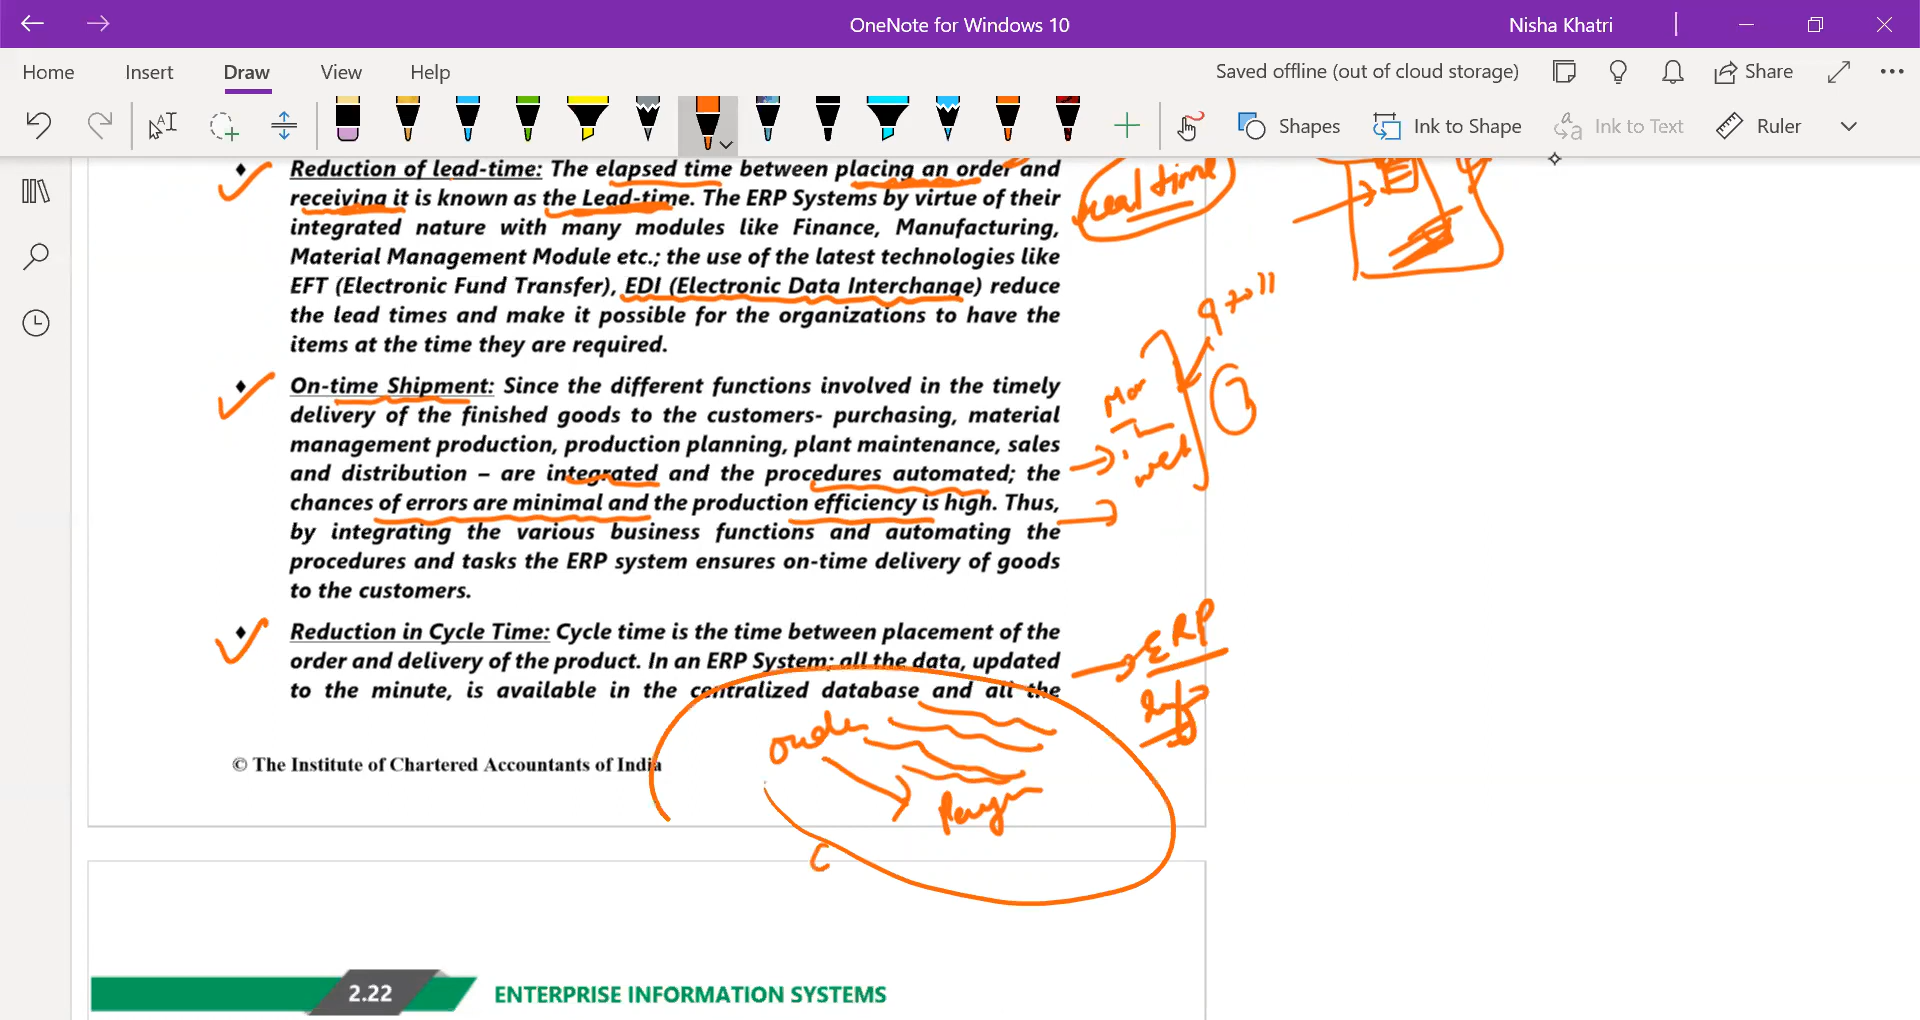 OneNote for Windows 10
Nisha Khatri
Home Insert Draw View Help
Saved offline (out of cloud storage)
Share
Shapes
Ink to Shape
Ink to Text
Ruler
♦ Reduction of lead-time: The elapsed time between placing an order and
receiving it is known as the Lead-time. The ERP Systems by virtue of their
integrated nature with many modules like Finance, Manufacturing,
Material Management Module etc.; the use of the latest technologies like
EFT (Electronic Fund Transfer), EDI (Electronic Data Interchange) reduce
the lead times and make it possible for the organizations to have the
items at the time they are required.
real time
♦ On-time Shipment: Since the different functions involved in the timely
delivery of the finished goods to the customers- purchasing, material
management production, production planning, plant maintenance, sales
and distribution – are integrated and the procedures automated; the
chances of errors are minimal and the production efficiency is high. Thus,
by integrating the various business functions and automating the
procedures and tasks the ERP system ensures on-time delivery of goods
to the customers.
Mon
wed
♦ Reduction in Cycle Time: Cycle time is the time between placement of the
order and delivery of the product. In an ERP System; all the data, updated
to the minute, is available in the centralized database and all the
ERP
order
© The Institute of Chartered Accountants of India
2.22 ENTERPRISE INFORMATION SYSTEMS